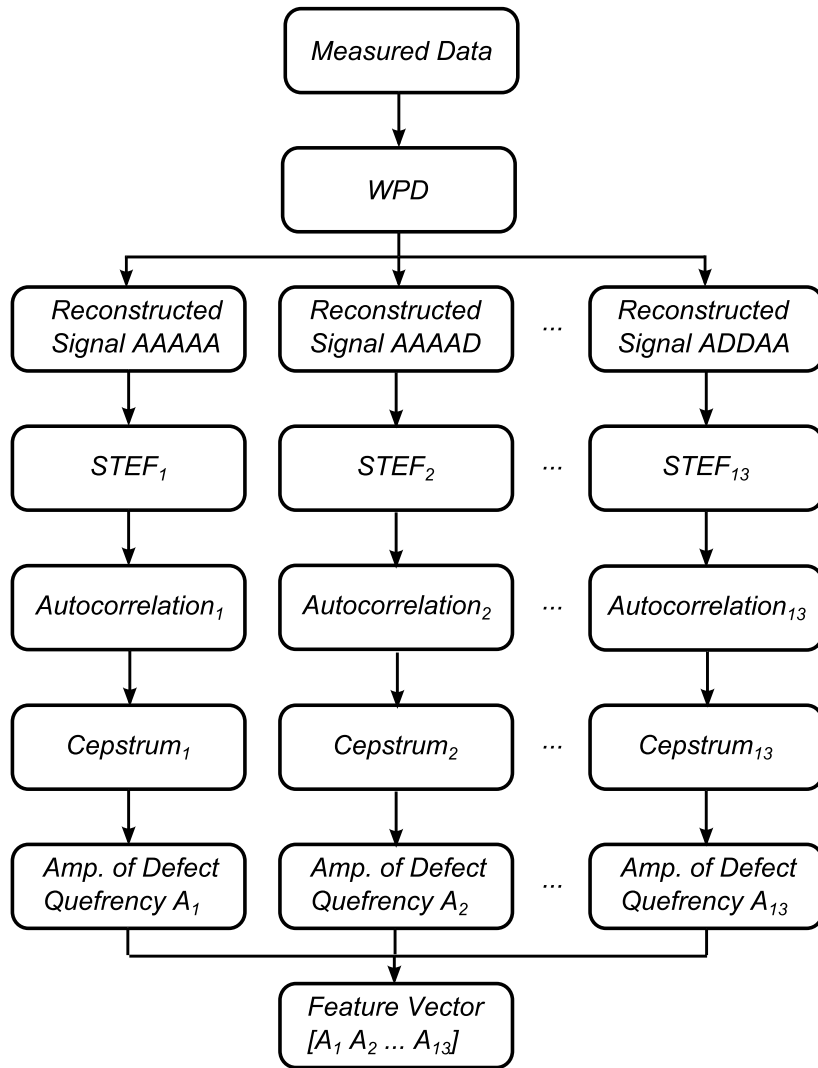 Measured Data
WPD
Reconstructed
Signal AAAAA
Reconstructed
Signal AAAAD
...
Reconstructed
Signal ADDAA
STEF₁
STEF₂
...
STEF₁₃
Autocorrelation₁
Autocorrelation₂
...
Autocorrelation₁₃
Cepstrum₁
Cepstrum₂
...
Cepstrum₁₃
Amp. of Defect
Quefrency A₁
Amp. of Defect
Quefrency A₂
...
Amp. of Defect
Quefrency A₁₃
Feature Vector
[A₁ A₂ ... A₁₃]